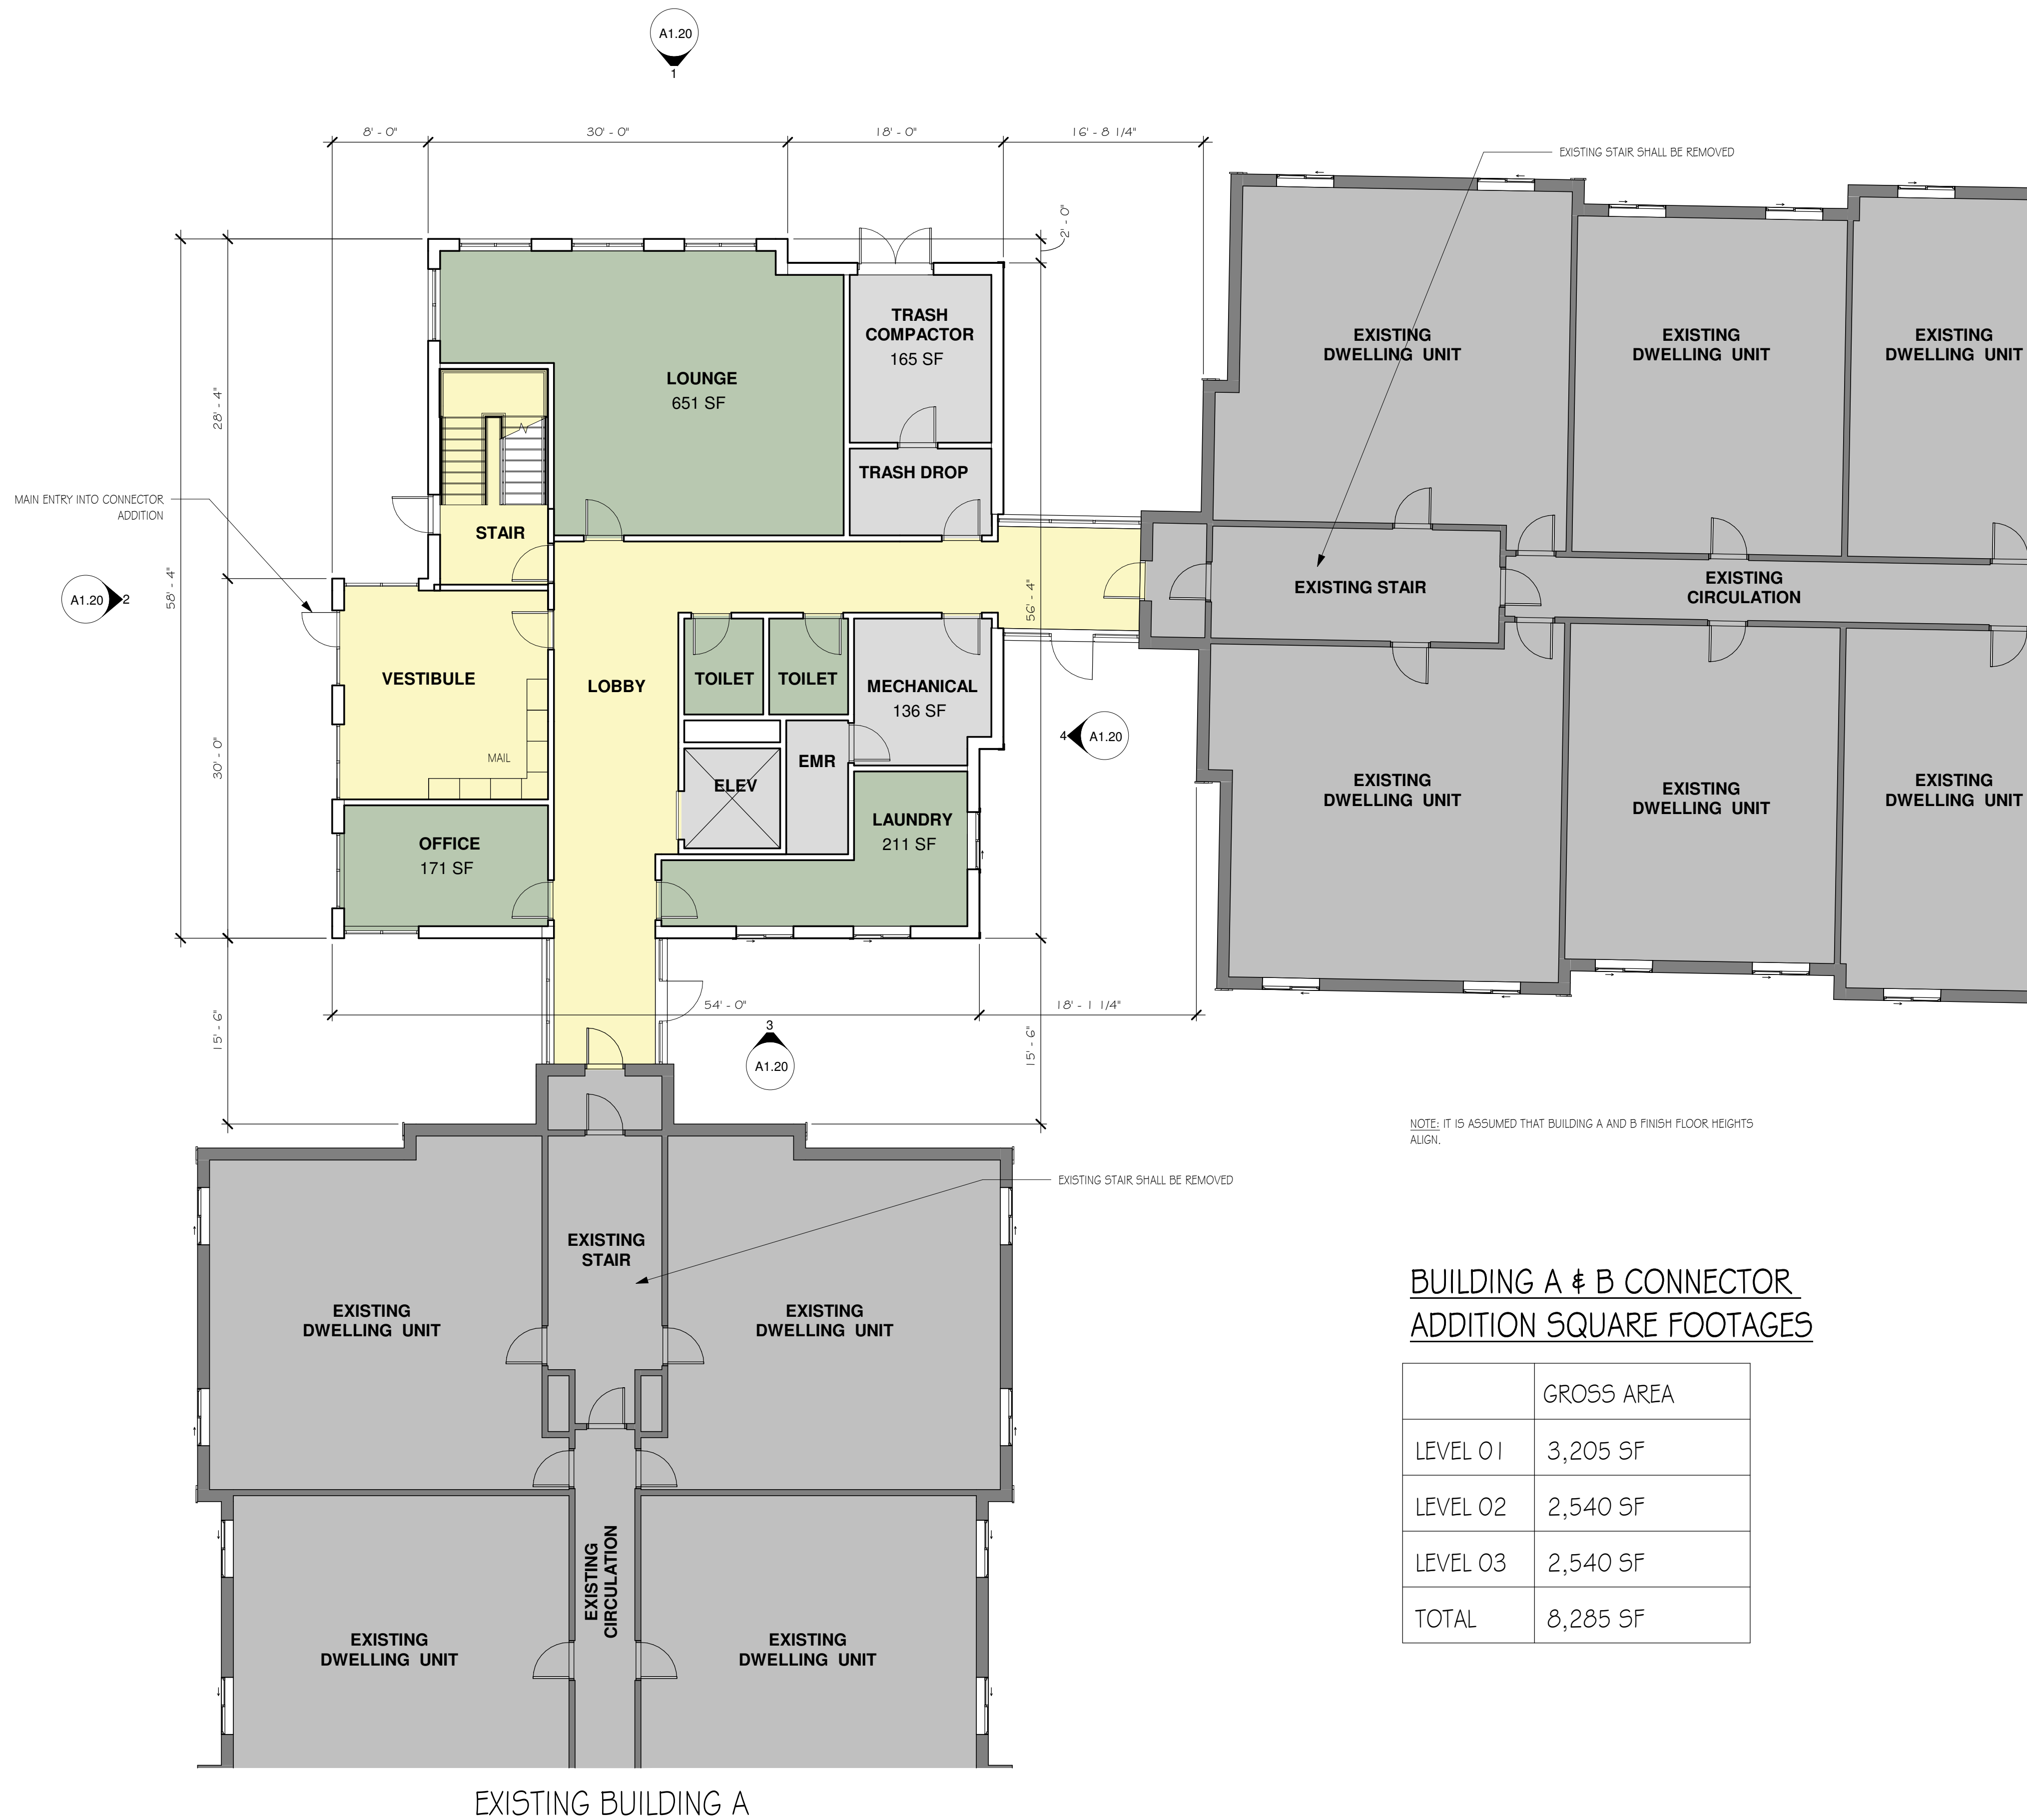 A1.20
1
8' - 0"
30' - 0"
18' - 0"
16' - 8 1/4"
EXISTING STAIR SHALL BE REMOVED
2' - 0"
58' - 4"
28' - 4"
30' - 0"
15' - 6"
56' - 4"
15' - 6"
MAIN ENTRY INTO CONNECTOR
ADDITION
A1.20
2
LOUNGE
651 SF
TRASH
COMPACTOR
165 SF
TRASH DROP
STAIR
VESTIBULE
MAIL
LOBBY
TOILET
TOILET
MECHANICAL
136 SF
EMR
ELEV
LAUNDRY
211 SF
OFFICE
171 SF
4
A1.20
EXISTING
DWELLING UNIT
EXISTING
DWELLING UNIT
EXISTING
DWELLING UNIT
EXISTING STAIR
EXISTING
CIRCULATION
EXISTING
DWELLING UNIT
EXISTING
DWELLING UNIT
EXISTING
DWELLING UNIT
54' - 0"
18' - 1 1/4"
3
A1.20
NOTE: IT IS ASSUMED THAT BUILDING A AND B FINISH FLOOR HEIGHTS
ALIGN.
EXISTING STAIR SHALL BE REMOVED
EXISTING
STAIR
EXISTING
DWELLING UNIT
EXISTING
DWELLING UNIT
EXISTING
CIRCULATION
EXISTING
DWELLING UNIT
EXISTING
DWELLING UNIT
BUILDING A & B CONNECTOR
ADDITION SQUARE FOOTAGES
GROSS AREA
LEVEL 01 3,205 SF
LEVEL 02 2,540 SF
LEVEL 03 2,540 SF
TOTAL 8,285 SF
EXISTING BUILDING A